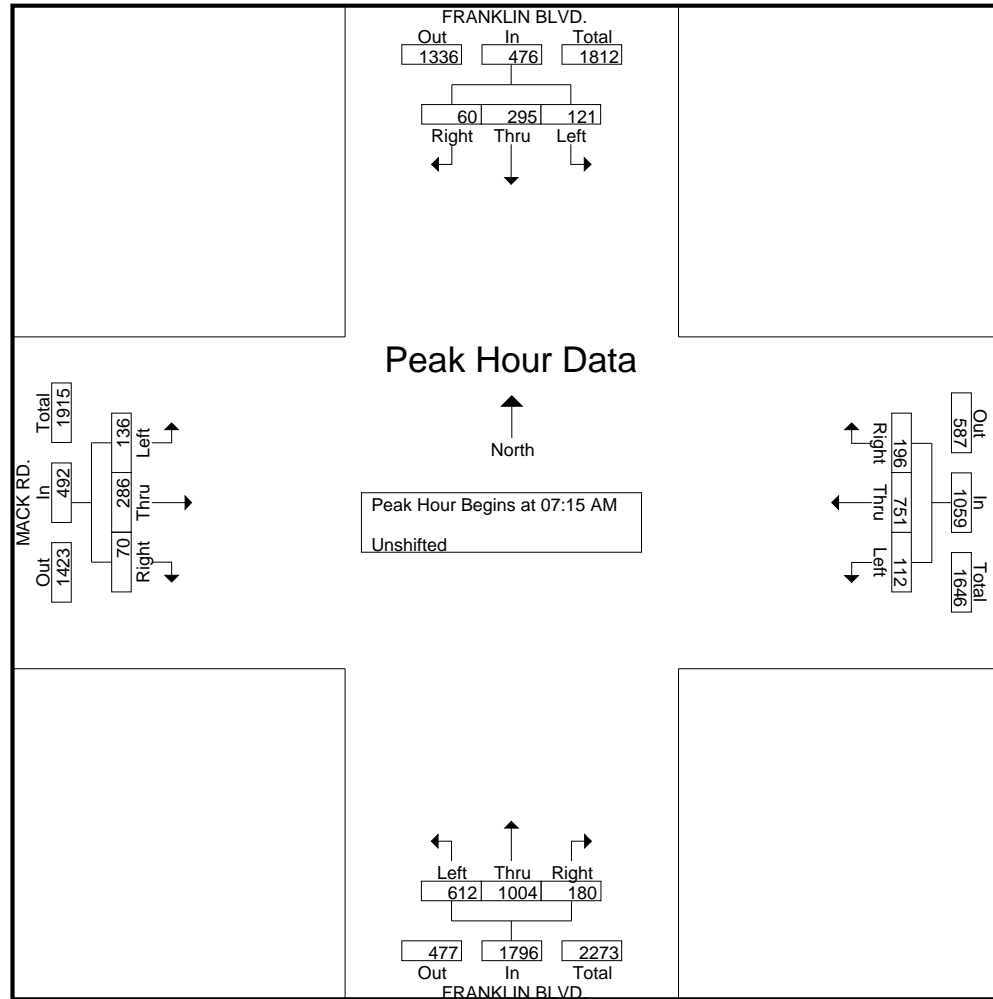 FRANKLIN BLVD.
Out In Total
1336 476 1812
60 295 121
Right Thru Left
Peak Hour Data
North
Peak Hour Begins at 07:15 AM
Unshifted
MACK RD.
Total In Out
1915 492 1423
136 286 70
Left Thru Right
Out In Total
587 1059 1646
196 751 112
Right Thru Left
Left Thru Right
612 1004 180
477 1796 2273
Out In Total
FRANKLIN BLVD.